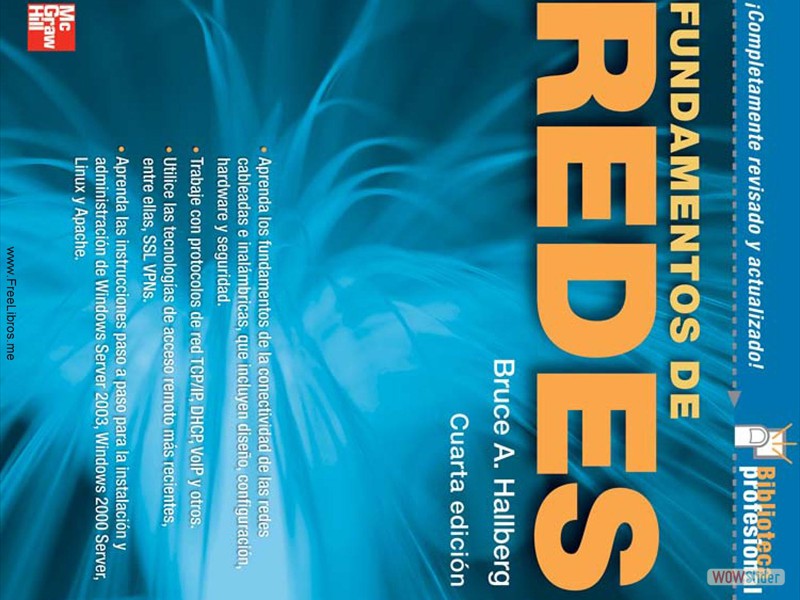 ¡Completamente revisado y actualizado!
Biblioteca
profesional
FUNDAMENTOS DE
REDES
Bruce A. Hallberg
Cuarta edición
• Aprenda los fundamentos de la conectividad de las redes
cableadas e inalámbricas, que incluyen diseño, configuración,
hardware y seguridad.
• Trabaje con protocolos de red TCP/IP, DHCP, VoIP y otros.
• Utilice las tecnologías de acceso remoto más recientes,
entre ellas, SSL VPNs.
• Aprenda las instrucciones paso a paso para la instalación y
administración de Windows Server 2003, Windows 2000 Server,
Linux y Apache.
Mc
Graw
Hill
www.FreeLibros.me
WOWSlider